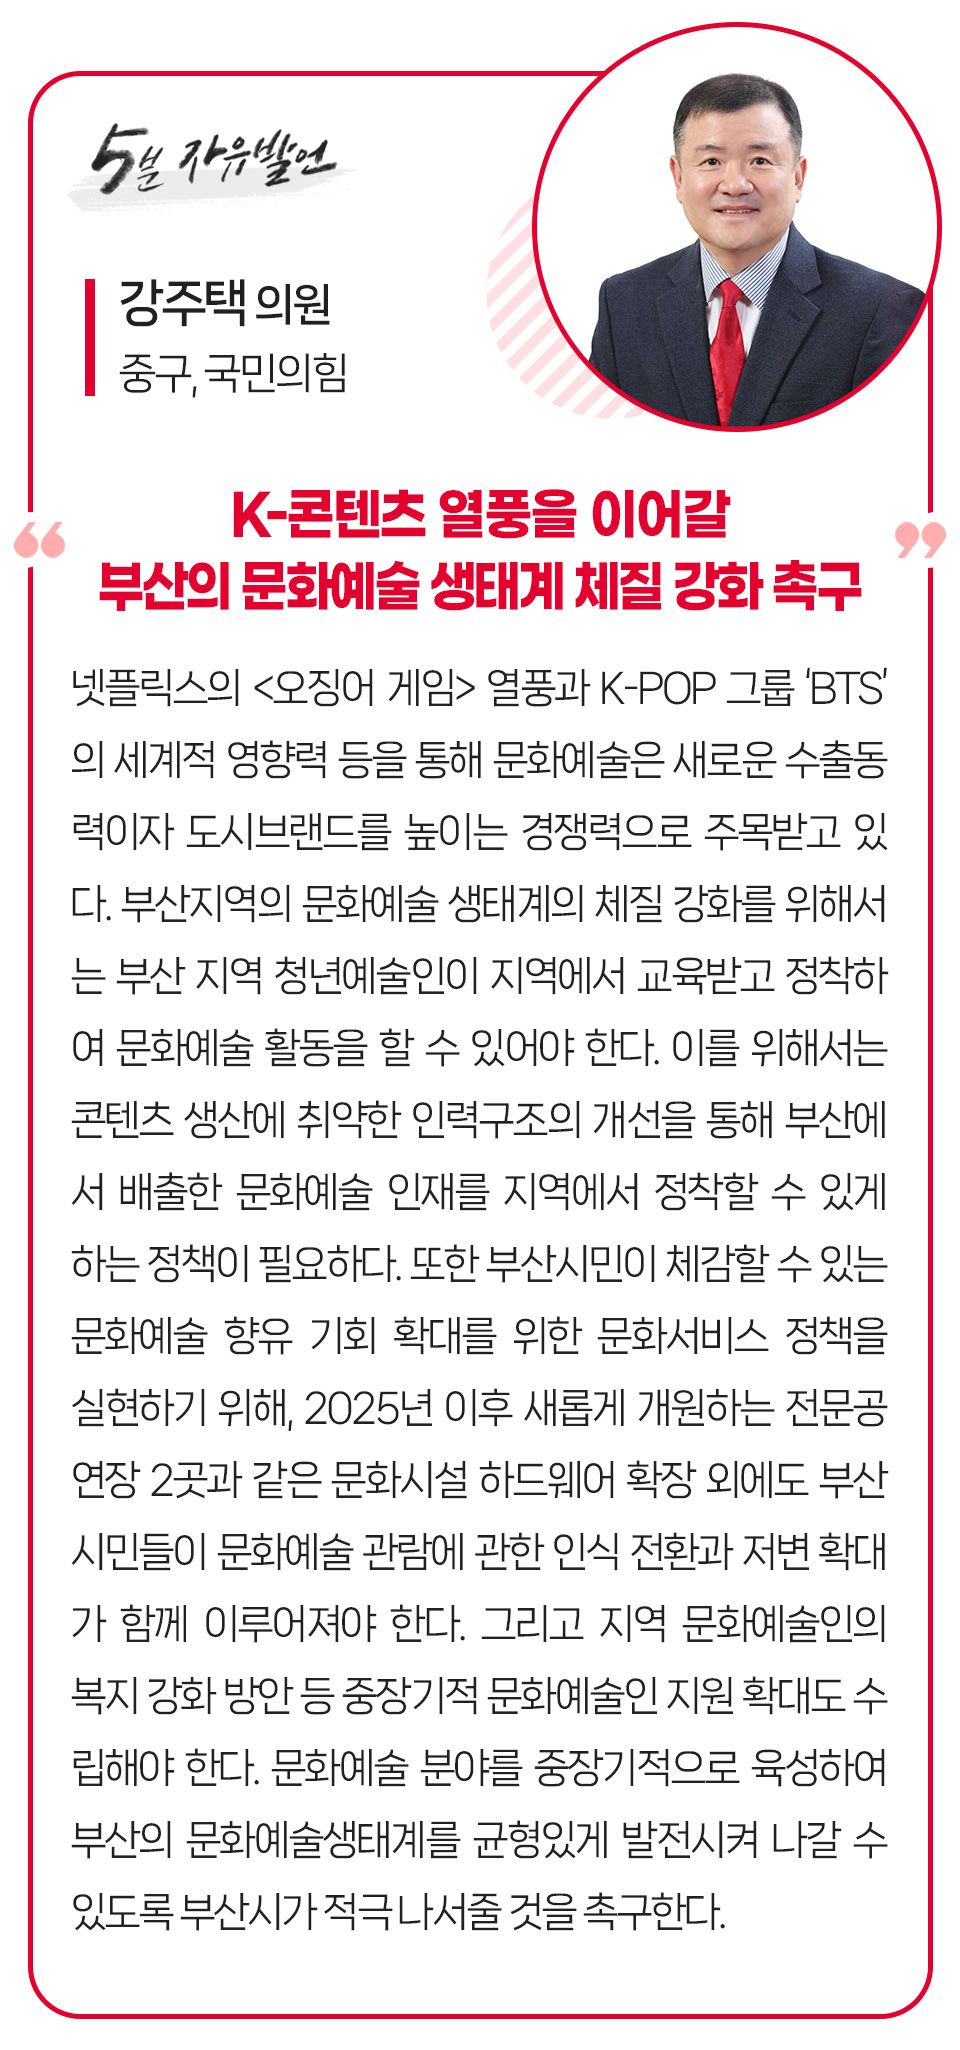 5분 자유발언
강주택 의원
중구, 국민의힘
“ K-콘텐츠 열풍을 이어갈 ”
부산의 문화예술 생태계 체질 강화 촉구
넷플릭스의 <오징어 게임> 열풍과 K-POP 그룹 ‘BTS’
의 세계적 영향력 등을 통해 문화예술은 새로운 수출동
력이자 도시브랜드를 높이는 경쟁력으로 주목받고 있
다. 부산지역의 문화예술 생태계의 체질 강화를 위해서
는 부산 지역 청년예술인이 지역에서 교육받고 정착하
여 문화예술 활동을 할 수 있어야 한다. 이를 위해서는
콘텐츠 생산에 취약한 인력구조의 개선을 통해 부산에
서 배출한 문화예술 인재를 지역에서 정착할 수 있게
하는 정책이 필요하다. 또한 부산시민이 체감할 수 있는
문화예술 향유 기회 확대를 위한 문화서비스 정책을
실현하기 위해, 2025년 이후 새롭게 개원하는 전문공
연장 2곳과 같은 문화시설 하드웨어 확장 외에도 부산
시민들이 문화예술 관람에 관한 인식 전환과 저변 확대
가 함께 이루어져야 한다. 그리고 지역 문화예술인의
복지 강화 방안 등 중장기적 문화예술인 지원 확대도 수
립해야 한다. 문화예술 분야를 중장기적으로 육성하여
부산의 문화예술생태계를 균형있게 발전시켜 나갈 수
있도록 부산시가 적극 나서줄 것을 촉구한다.